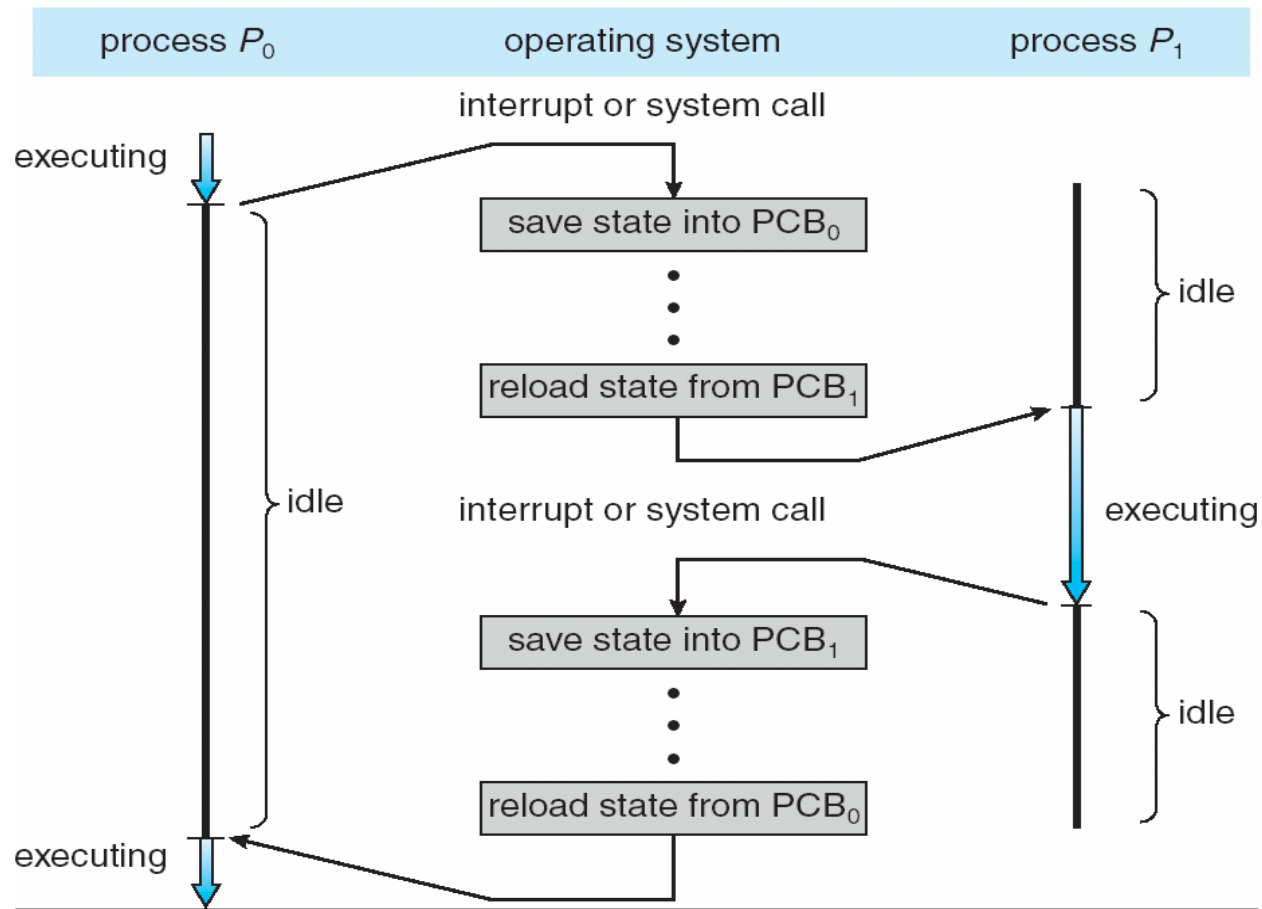 process P₀ operating system process P₁
interrupt or system call
executing
save state into PCB₀
idle
reload state from PCB₁
idle
interrupt or system call
executing
save state into PCB₁
idle
reload state from PCB₀
executing